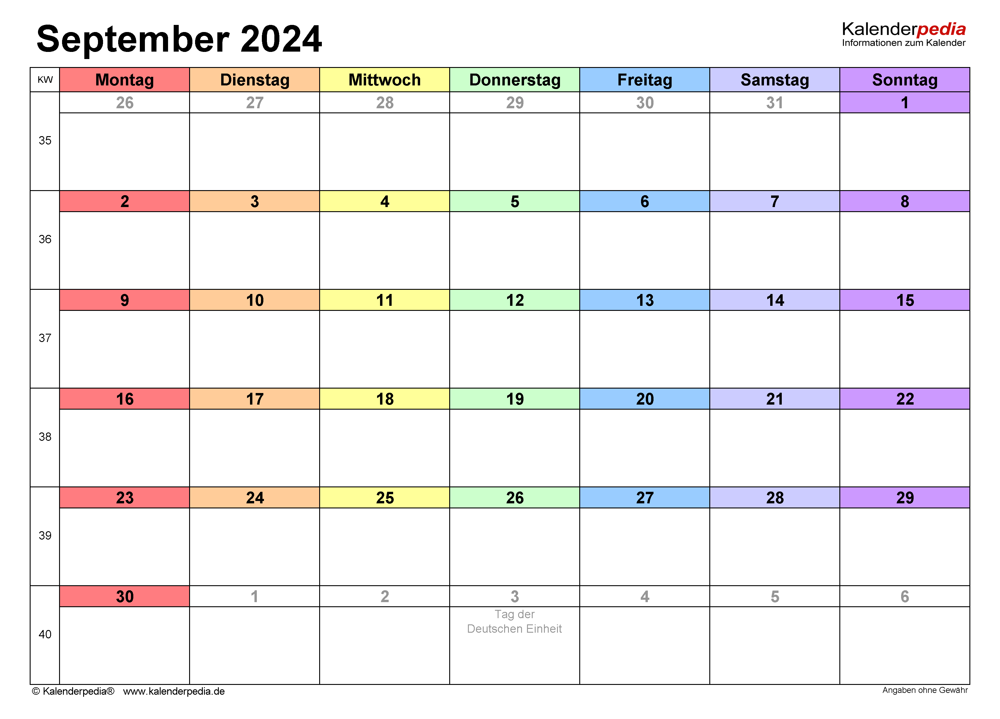 September 2024
Kalenderpedia
Informationen zum Kalender
KW Montag Dienstag Mittwoch Donnerstag Freitag Samstag Sonntag
26 27 28 29 30 31 1
35
2 3 4 5 6 7 8
36
9 10 11 12 13 14 15
37
16 17 18 19 20 21 22
38
23 24 25 26 27 28 29
39
30 1 2 3 4 5 6
Tag der
Deutschen Einheit
40
© Kalenderpedia® www.kalenderpedia.de Angaben ohne Gewähr